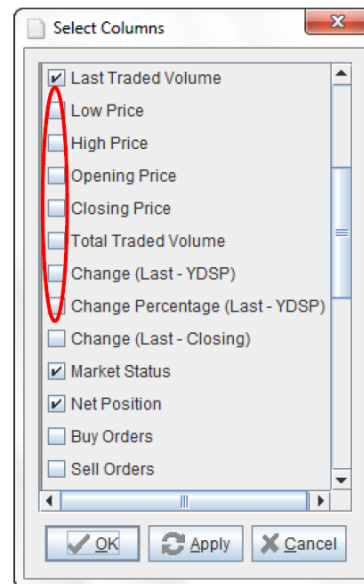 Select Columns
Last Traded Volume
Low Price
High Price
Opening Price
Closing Price
Total Traded Volume
Change (Last - YDSP)
Change Percentage (Last - YDSP)
Change (Last - Closing)
Market Status
Net Position
Buy Orders
Sell Orders
OK Apply Cancel